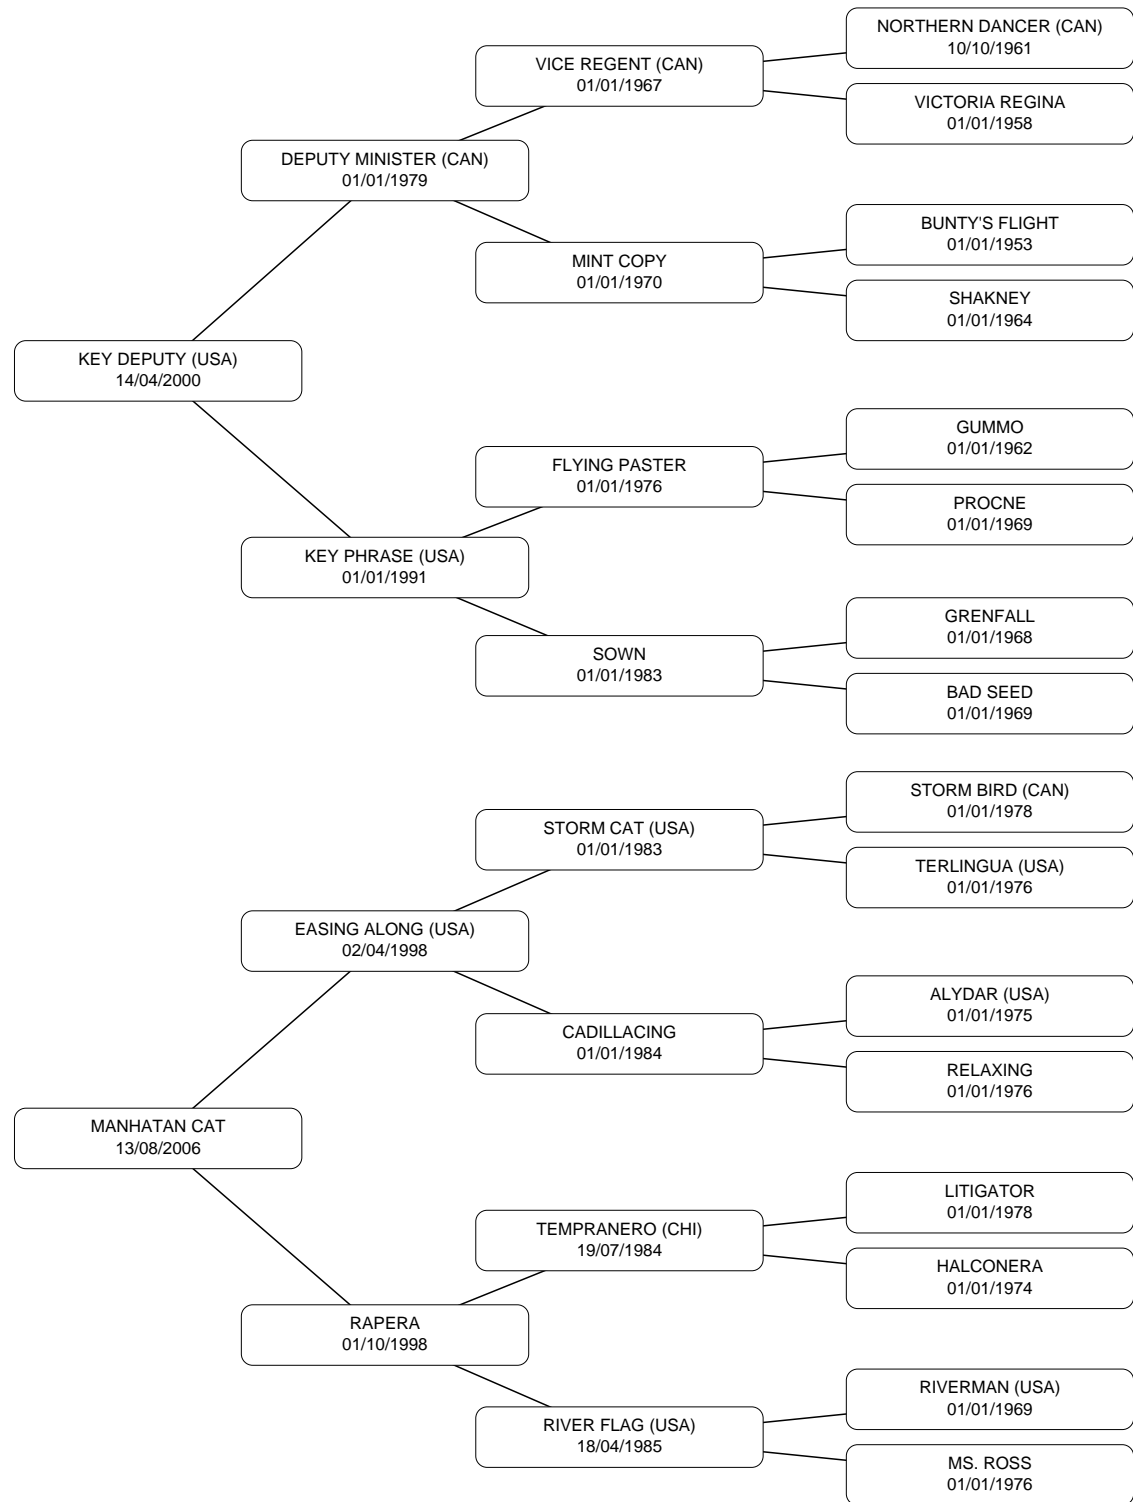 NORTHERN DANCER (CAN)
10/10/1961
VICE REGENT (CAN)
01/01/1967
VICTORIA REGINA
01/01/1958
DEPUTY MINISTER (CAN)
01/01/1979
BUNTY'S FLIGHT
01/01/1953
MINT COPY
01/01/1970
SHAKNEY
01/01/1964
KEY DEPUTY (USA)
14/04/2000
GUMMO
01/01/1962
FLYING PASTER
01/01/1976
PROCNE
01/01/1969
KEY PHRASE (USA)
01/01/1991
GRENFALL
01/01/1968
SOWN
01/01/1983
BAD SEED
01/01/1969
STORM BIRD (CAN)
01/01/1978
STORM CAT (USA)
01/01/1983
TERLINGUA (USA)
01/01/1976
EASING ALONG (USA)
02/04/1998
ALYDAR (USA)
01/01/1975
CADILLACING
01/01/1984
RELAXING
01/01/1976
MANHATAN CAT
13/08/2006
LITIGATOR
01/01/1978
TEMPRANERO (CHI)
19/07/1984
HALCONERA
01/01/1974
RAPERA
01/10/1998
RIVERMAN (USA)
01/01/1969
RIVER FLAG (USA)
18/04/1985
MS. ROSS
01/01/1976